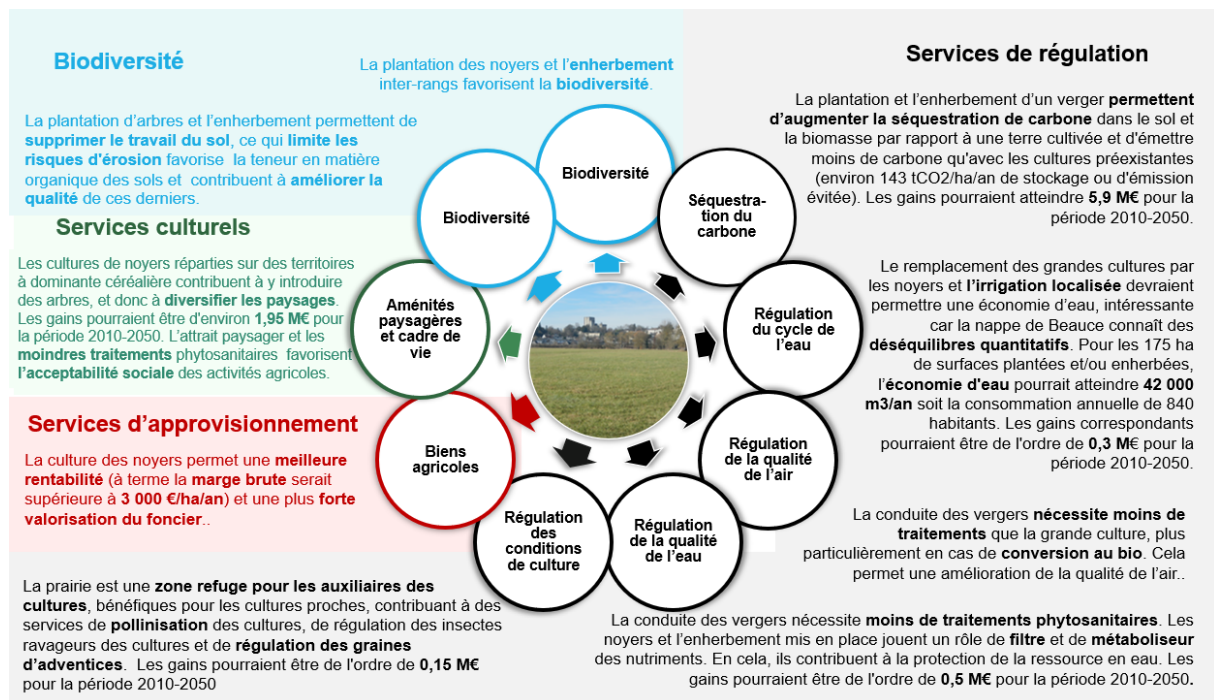 Biodiversité
La plantation des noyers et l’enherbement
inter-rangs favorisent la biodiversité.
La plantation d’arbres et l’enherbement permettent de
supprimer le travail du sol, ce qui limite les
risques d'érosion favorise la teneur en matière
organique des sols et contribuent à améliorer la
qualité de ces derniers.
Services culturels
Les cultures de noyers réparties sur des territoires
à dominante céréalière contribuent à y introduire
des arbres, et donc à diversifier les paysages.
Les gains pourraient être d'environ 1,95 M€ pour
la période 2010-2050. L’attrait paysager et les
moindres traitements phytosanitaires favorisent
l’acceptabilité sociale des activités agricoles.
Services d’approvisionnement
La culture des noyers permet une meilleure
rentabilité (à terme la marge brute serait
supérieure à 3 000 €/ha/an) et une plus forte
valorisation du foncier..
La prairie est une zone refuge pour les auxiliaires des
cultures, bénéfiques pour les cultures proches, contribuant à des
services de pollinisation des cultures, de régulation des insectes
ravageurs des cultures et de régulation des graines
d’adventices. Les gains pourraient être de l'ordre de 0,15 M€
pour la période 2010-2050
Biodiversité
Biodiversité
Séquestra-
tion du
carbone
Aménités
paysagères
et cadre de
vie
Régulation
du cycle de
l’eau
Biens
agricoles
Régulation
de la qualité
de l’air
Régulation
des
conditions
de culture
Régulation
de la qualité
de l’eau
Services de régulation
La plantation et l’enherbement d’un verger permettent
d’augmenter la séquestration de carbone dans le sol et
la biomasse par rapport à une terre cultivée et d'émettre
moins de carbone qu'avec les cultures préexistantes
(environ 143 tCO2/ha/an de stockage ou d'émission
évitée). Les gains pourraient atteindre 5,9 M€ pour la
période 2010-2050.
Le remplacement des grandes cultures par
les noyers et l’irrigation localisée devraient
permettre une économie d’eau, intéressante
car la nappe de Beauce connaît des
déséquilibres quantitatifs. Pour les 175 ha
de surfaces plantées et/ou enherbées,
l’économie d'eau pourrait atteindre 42 000
m3/an soit la consommation annuelle de 840
habitants. Les gains correspondants
pourraient être de l'ordre de 0,3 M€ pour la
période 2010-2050.
La conduite des vergers nécessite moins de
traitements que la grande culture, plus
particulièrement en cas de conversion au bio. Cela
permet une amélioration de la qualité de l’air..
La conduite des vergers nécessite moins de traitements phytosanitaires. Les
noyers et l’enherbement mis en place jouent un rôle de filtre et de métaboliseur
des nutriments. En cela, ils contribuent à la protection de la ressource en eau. Les
gains pourraient être de l'ordre de 0,5 M€ pour la période 2010-2050.